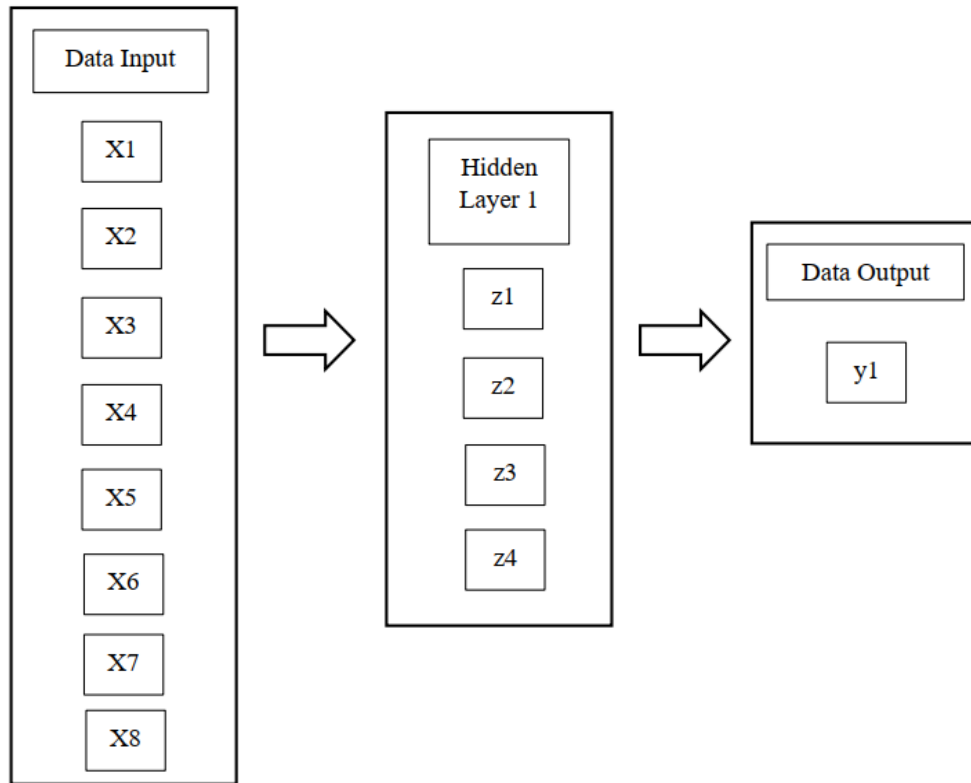 Data Input
X1
X2
X3
X4
X5
X6
X7
X8
Hidden
Layer 1
z1
z2
z3
z4
Data Output
y1